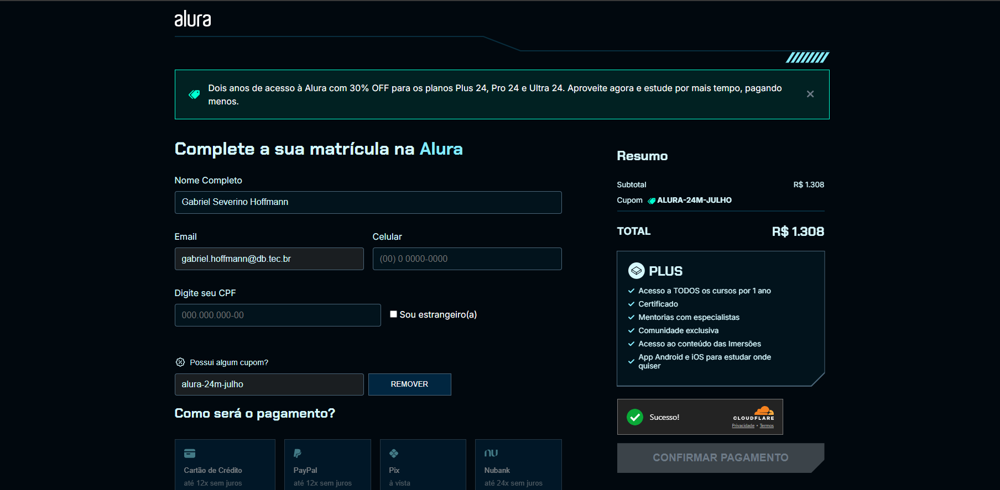 alura
Dois anos de acesso à Alura com 30% OFF para os planos Plus 24, Pro 24 e Ultra 24. Aproveite agora e estude por mais tempo, pagando
menos.
Complete a sua matrícula na Alura
Nome Completo
Gabriel Severino Hoffmann
Email
Celular
gabriel.hoffmann@db.tec.br
(00) 0 0000-0000
Digite seu CPF
000.000.000-00
Sou estrangeiro(a)
Possui algum cupom?
alura-24m-julho
REMOVER
Como será o pagamento?
Cartão de Crédito
até 12x sem juros
PayPal
até 12x sem juros
Pix
à vista
nu
Nubank
até 24x sem juros
Resumo
Subtotal
R$ 1.308
Cupom ALURA-24M-JULHO
TOTAL
R$ 1.308
PLUS
Acesso a TODOS os cursos por 1 ano
Certificado
Mentorias com especialistas
Comunidade exclusiva
Acesso ao conteúdo das Imersões
App Android e iOS para estudar onde
quiser
Sucesso!
CLOUDFLARE
Privacidade • Termos
CONFIRMAR PAGAMENTO